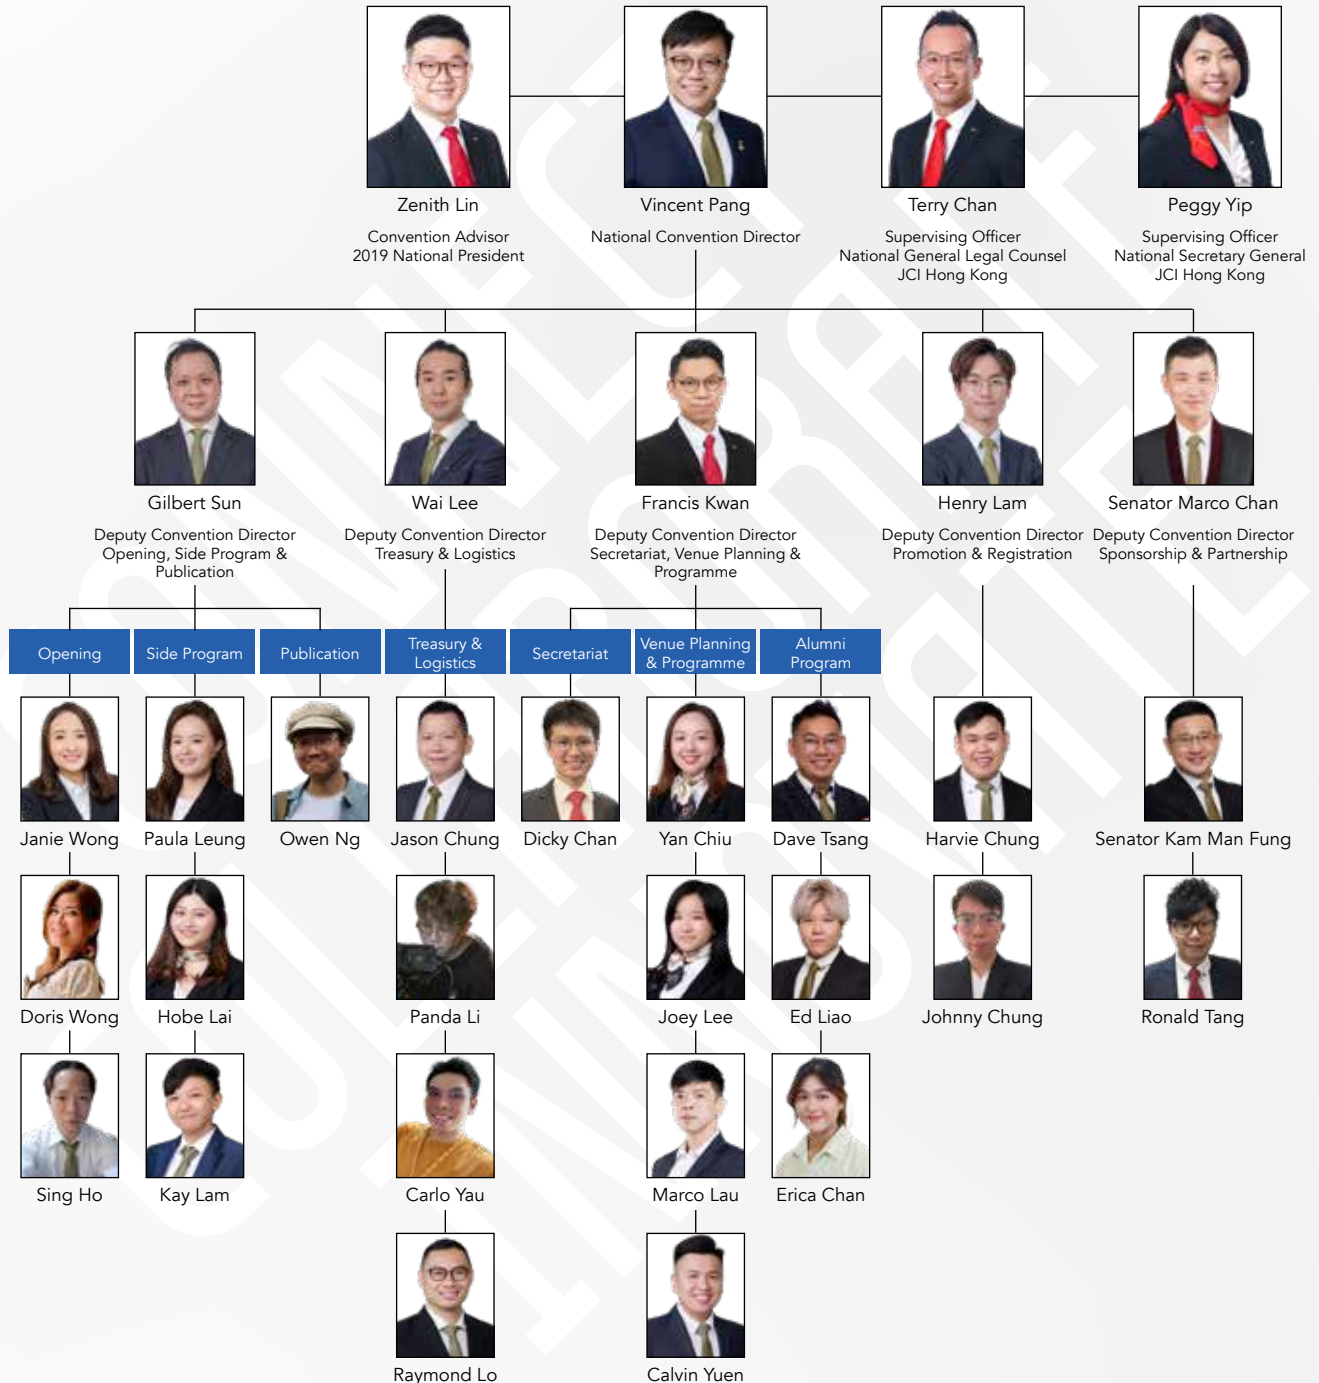 Zenith Lin
Convention Advisor
2019 National President
Vincent Pang
National Convention Director
Terry Chan
Supervising Officer
National General Legal Counsel
JCI Hong Kong
Peggy Yip
Supervising Officer
National Secretary General
JCI Hong Kong
Gilbert Sun
Deputy Convention Director
Opening, Side Program &
Publication
Wai Lee
Deputy Convention Director
Treasury & Logistics
Francis Kwan
Deputy Convention Director
Secretariat, Venue Planning &
Programme
Henry Lam
Deputy Convention Director
Promotion & Registration
Senator Marco Chan
Deputy Convention Director
Sponsorship & Partnership
Opening
Side Program
Publication
Treasury &
Logistics
Secretariat
Venue Planning
& Programme
Alumni
Program
Janie Wong
Paula Leung
Owen Ng
Jason Chung
Dicky Chan
Yan Chiu
Dave Tsang
Harvie Chung
Senator Kam Man Fung
Doris Wong
Hobe Lai
Panda Li
Joey Lee
Ed Liao
Johnny Chung
Ronald Tang
Sing Ho
Kay Lam
Carlo Yau
Marco Lau
Erica Chan
Raymond Lo
Calvin Yuen
CONNECT
INNOVATE